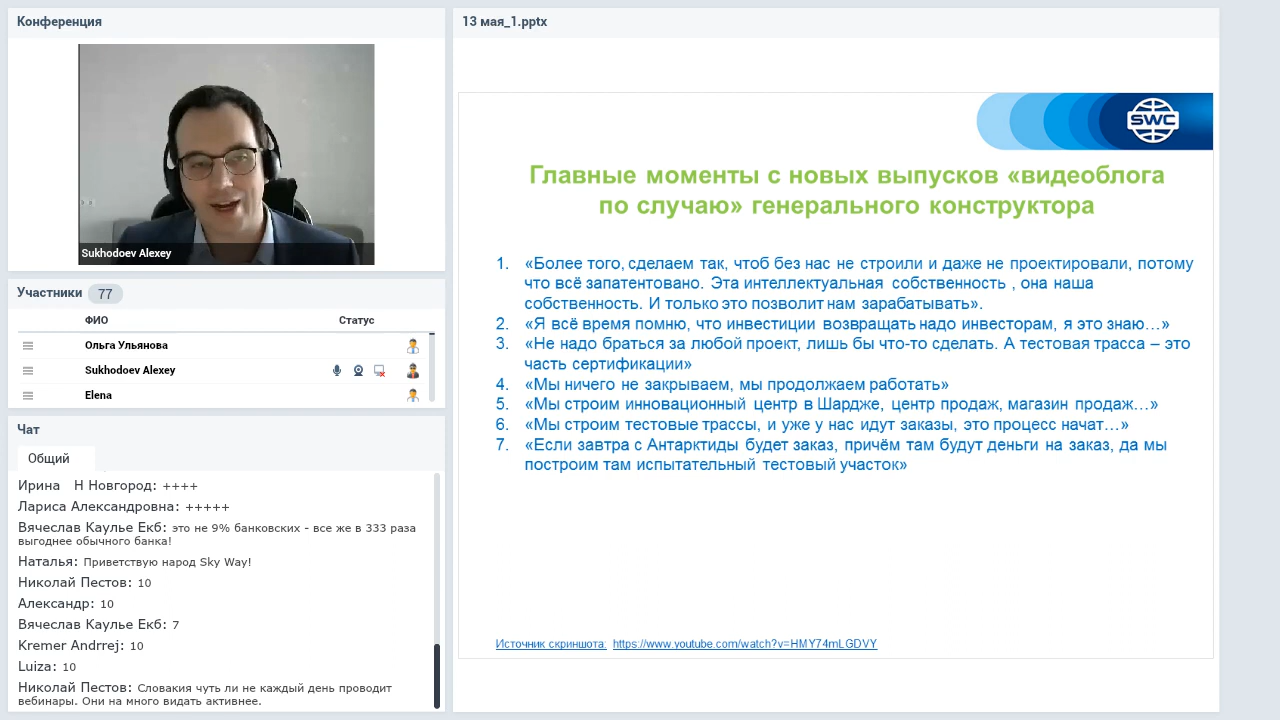 Конференция
Sukhodoev Alexey
Участники 77
ФИО Статус
Ольга Ульянова
Sukhodoev Alexey
Elena
Чат
Общий
Ирина Н Новгород: ++++
Лариса Александровна: +++++
Вячеслав Каулье Екб: это не 9% банковских - все же в 333 раза
выгоднее обычного банка!
Наталья: Приветствую народ Sky Way!
Николай Пестов: 10
Александр: 10
Вячеслав Каулье Екб: 7
Kremer Andrrej: 10
Luiza: 10
Николай Пестов: Словакия чуть ли не каждый день проводит
вебинары. Они на много видать активнее.
13 мая_1.pptx
SWC
Главные моменты с новых выпусков «видеоблога
по случаю» генерального конструктора
1. «Более того, сделаем так, чтоб без нас не строили и даже не проектировали, потому
что всё запатентовано. Эта интеллектуальная собственность , она наша
собственность. И только это позволит нам зарабатывать».
2. «Я всё время помню, что инвестиции возвращать надо инвесторам, я это знаю…»
3. «Не надо браться за любой проект, лишь бы что-то сделать. А тестовая трасса – это
часть сертификации»
4. «Мы ничего не закрываем, мы продолжаем работать»
5. «Мы строим инновационный центр в Шардже, центр продаж, магазин продаж…»
6. «Мы строим тестовые трассы, и уже у нас идут заказы, это процесс начат…»
7. «Если завтра с Антарктиды будет заказ, причём там будут деньги на заказ, да мы
построим там испытательный тестовый участок»
Источник скриншота: https://www.youtube.com/watch?v=HMY74mLGDVY